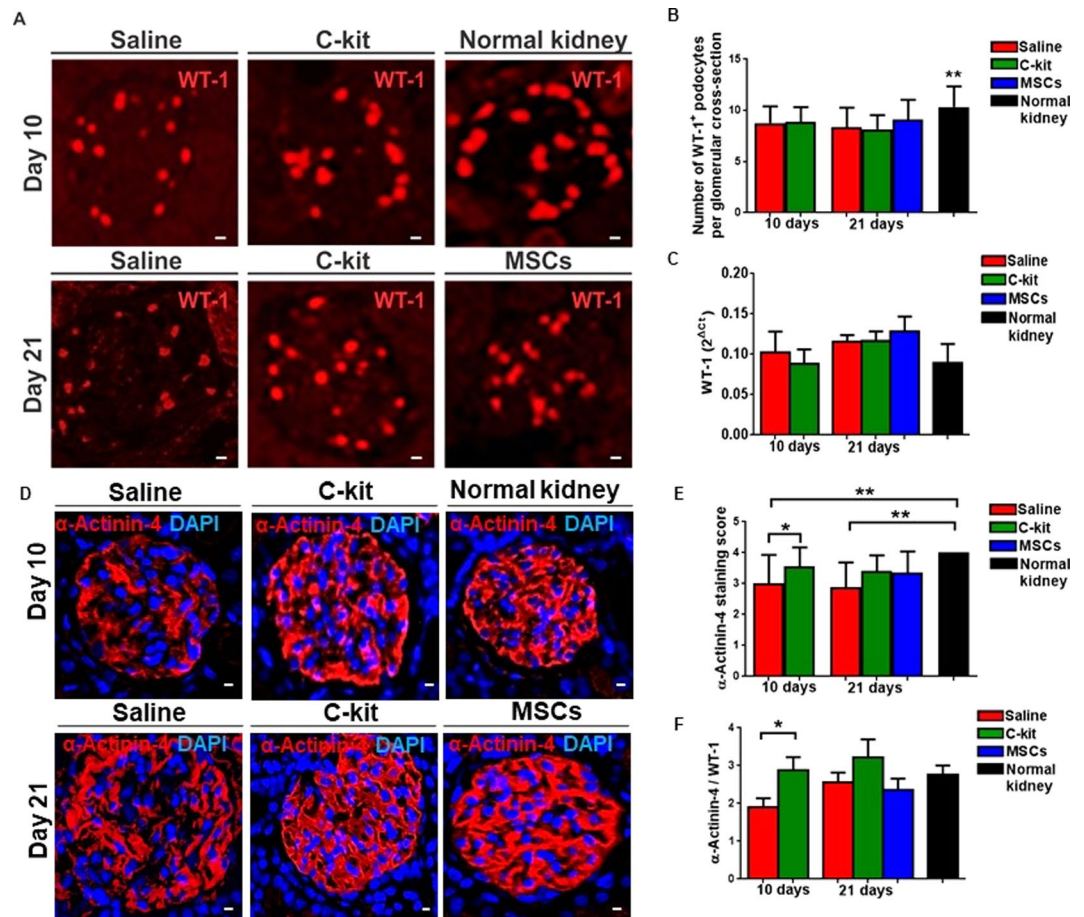 A
Saline C-kit Normal kidney
Day 10
WT-1 WT-1 WT-1
Saline C-kit MSCs
Day 21
WT-1 WT-1 WT-1
B
Number of WT-1+ podocytes
per glomerular cross-section
15
10
5
0
**
10 days 21 days
Saline
C-kit
MSCs
Normal
kidney
C
WT-1 (2^ΔCt)
0.20
0.15
0.10
0.05
0.00
10 days 21 days
Saline
C-kit
MSCs
Normal
kidney
D
Saline C-kit Normal kidney
Day 10
α-Actinin-4 DAPI α-Actinin-4 DAPI α-Actinin-4 DAPI
Saline C-kit MSCs
Day 21
α-Actinin-4 DAPI α-Actinin-4 DAPI α-Actinin-4 DAPI
E
α-Actinin-4 staining score
5
4
3
2
1
0
**
**
*
10 days 21 days
Saline
C-kit
MSCs
Normal
kidney
F
α-Actinin-4 / WT-1
4
3
2
1
0
*
10 days 21 days
Saline
C-kit
MSCs
Normal
kidney